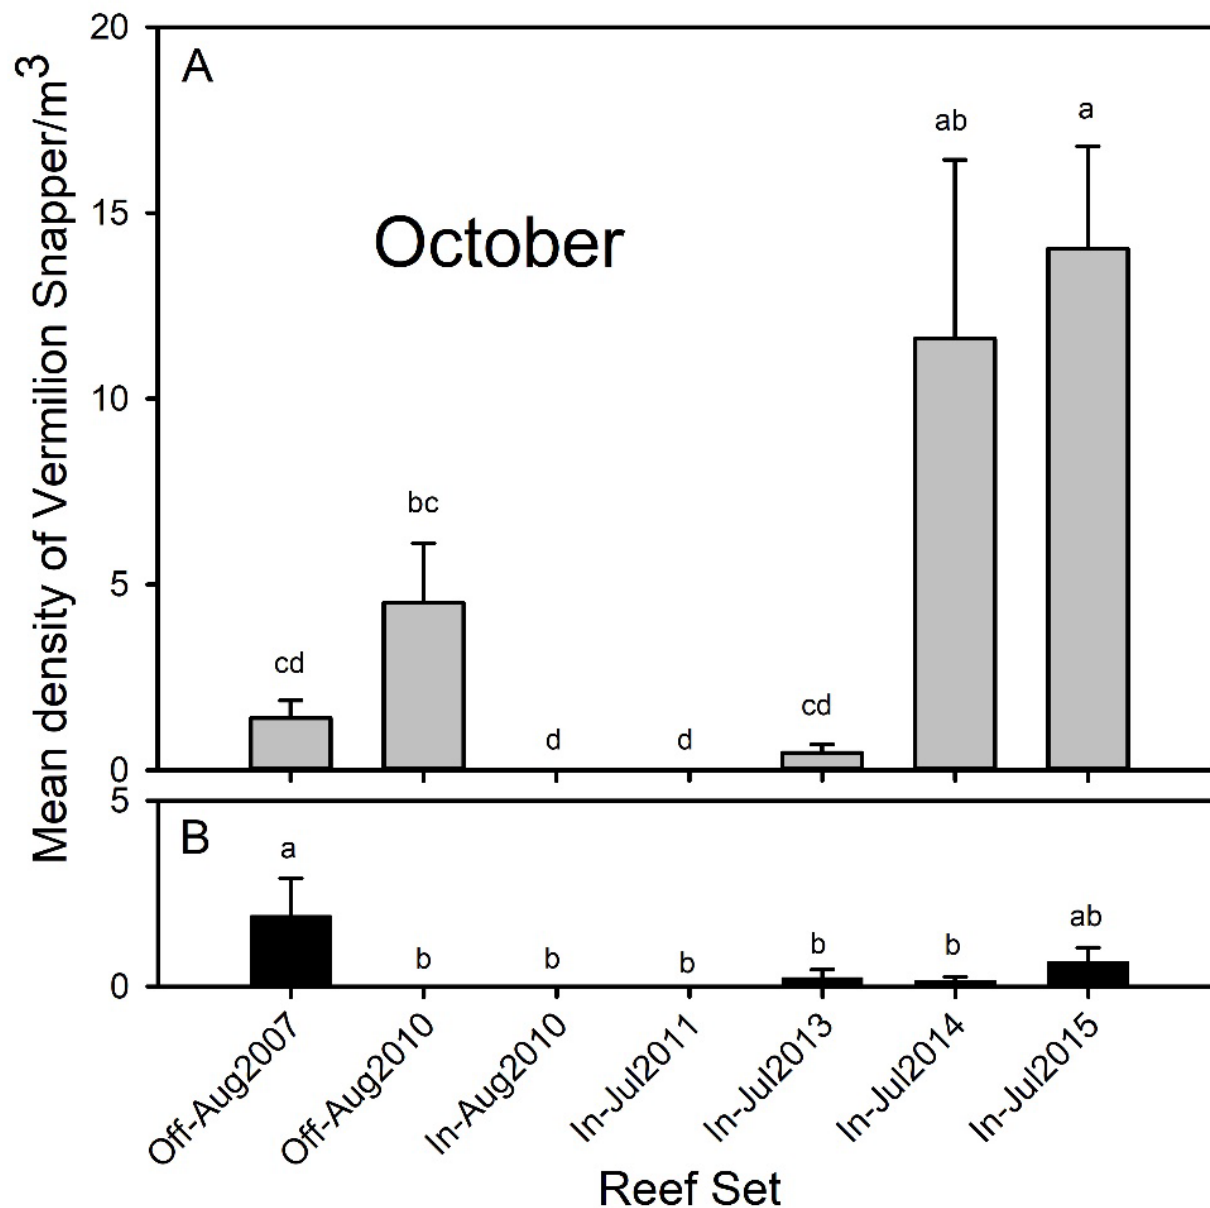 Mean density of Vermilion Snapper/m³
A
October
20
15
10
5
0
cd
bc
d
d
cd
ab
a
B
5
0
a
b
b
b
b
b
ab
Off-Aug2007
Off-Aug2010
In-Aug2010
In-Jul2011
In-Jul2013
In-Jul2014
In-Jul2015
Reef Set